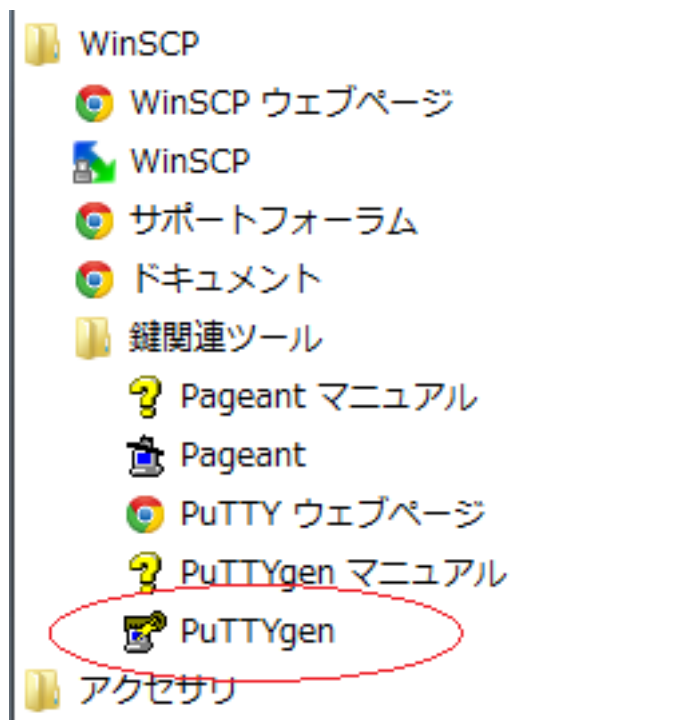 WinSCP
WinSCP ウェブページ
WinSCP
サポートフォーラム
ドキュメント
鍵関連ツール
Pageant マニュアル
Pageant
PuTTY ウェブページ
PuTTYgen マニュアル
PuTTYgen
アクセサリ